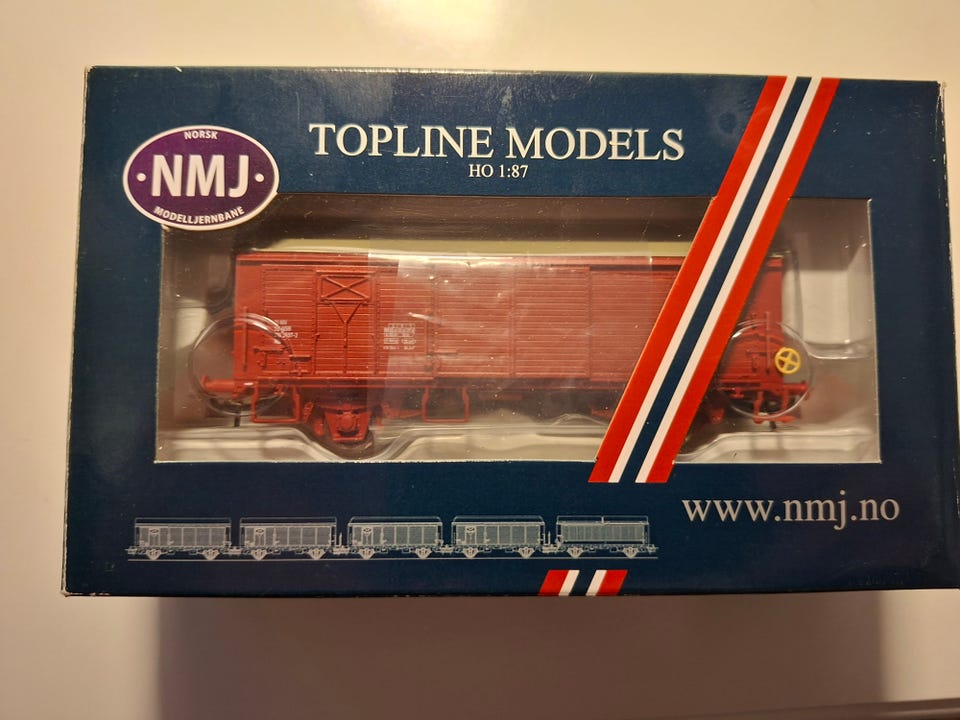 NORSK
· NMJ ·
MODELLJERNBANE
TOPLINE MODELS
HO 1:87
www.nmj.no